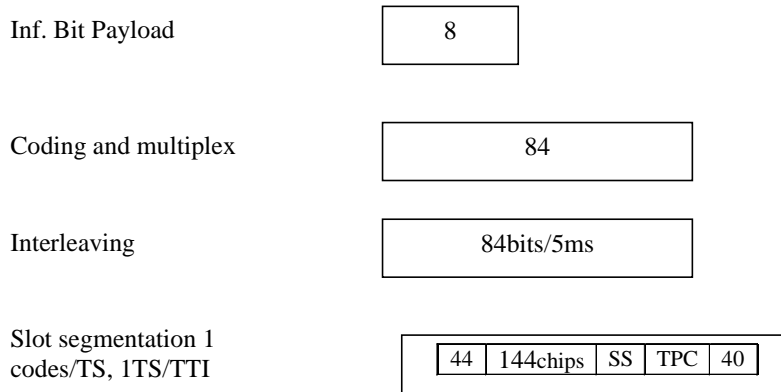 Inf. Bit Payload
8
Coding and multiplex
84
Interleaving
84bits/5ms
Slot segmentation 1
codes/TS, 1TS/TTI
44 144chips SS TPC 40